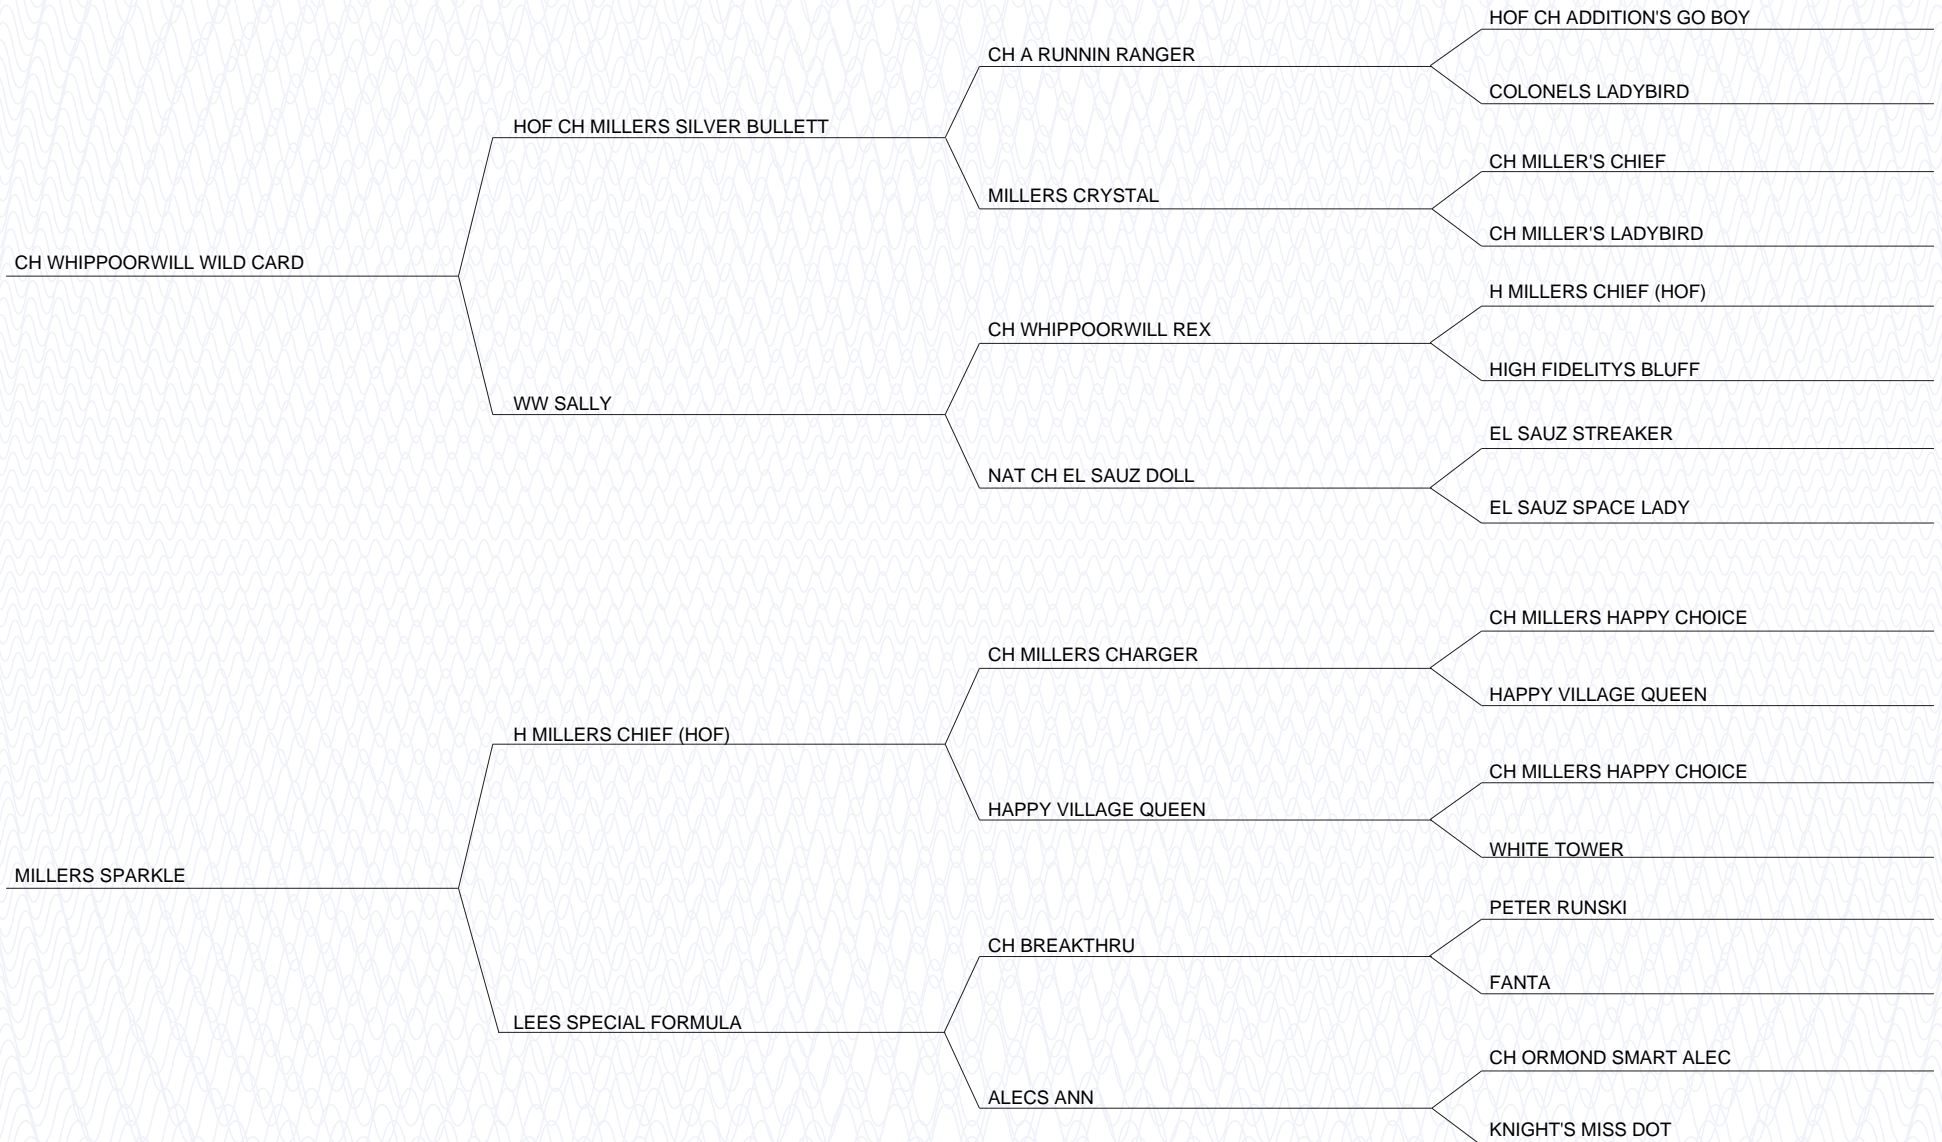 HOF CH ADDITION'S GO BOY
CH A RUNNIN RANGER
COLONELS LADYBIRD
HOF CH MILLERS SILVER BULLETT
CH MILLER'S CHIEF
MILLERS CRYSTAL
CH MILLER'S LADYBIRD
CH WHIPPOORWILL WILD CARD
H MILLERS CHIEF (HOF)
CH WHIPPOORWILL REX
HIGH FIDELITYS BLUFF
WW SALLY
EL SAUZ STREAKER
NAT CH EL SAUZ DOLL
EL SAUZ SPACE LADY
CH MILLERS HAPPY CHOICE
CH MILLERS CHARGER
HAPPY VILLAGE QUEEN
H MILLERS CHIEF (HOF)
CH MILLERS HAPPY CHOICE
HAPPY VILLAGE QUEEN
WHITE TOWER
MILLERS SPARKLE
PETER RUNSKI
CH BREAKTHRU
FANTA
LEES SPECIAL FORMULA
CH ORMOND SMART ALEC
ALECS ANN
KNIGHT'S MISS DOT